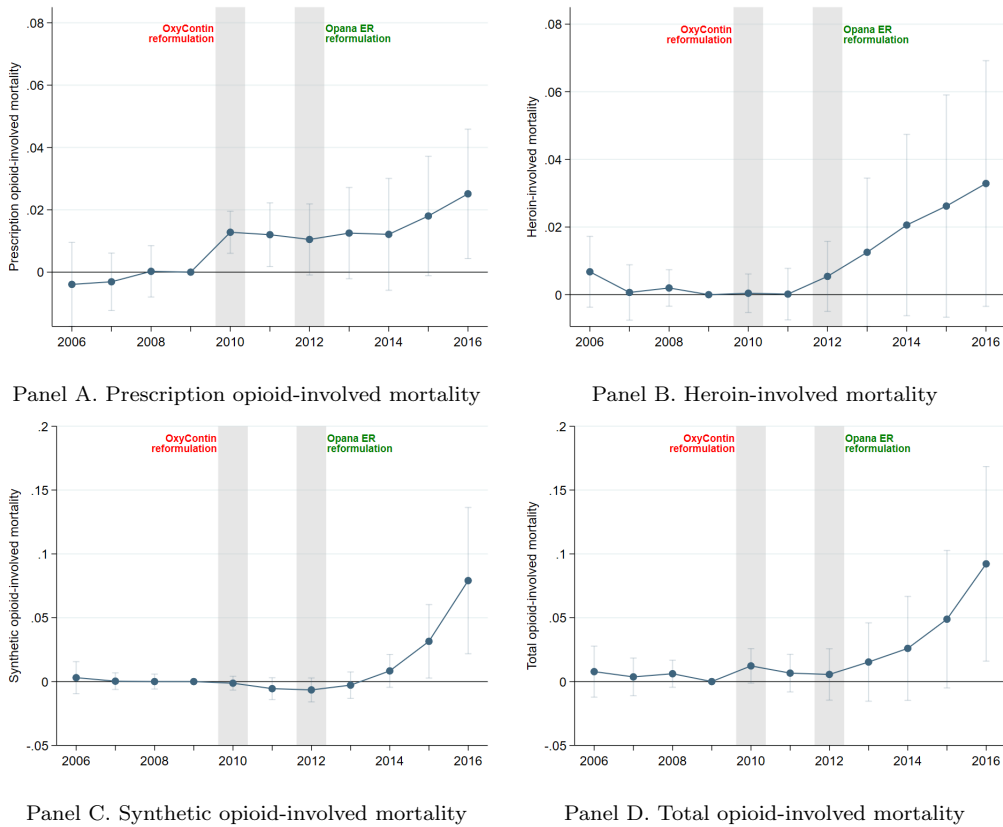 OxyContin
reformulation
Opana ER
reformulation
Prescription opioid-involved mortality
.08
.06
.04
.02
0
2006 2008 2010 2012 2014 2016
Panel A. Prescription opioid-involved mortality
OxyContin
reformulation
Opana ER
reformulation
Heroin-involved mortality
.08
.06
.04
.02
0
2006 2008 2010 2012 2014 2016
Panel B. Heroin-involved mortality
OxyContin
reformulation
Opana ER
reformulation
Synthetic opioid-involved mortality
.2
.15
.1
.05
0
-.05
2006 2008 2010 2012 2014 2016
Panel C. Synthetic opioid-involved mortality
OxyContin
reformulation
Opana ER
reformulation
Total opioid-involved mortality
.2
.15
.1
.05
0
-.05
2006 2008 2010 2012 2014 2016
Panel D. Total opioid-involved mortality